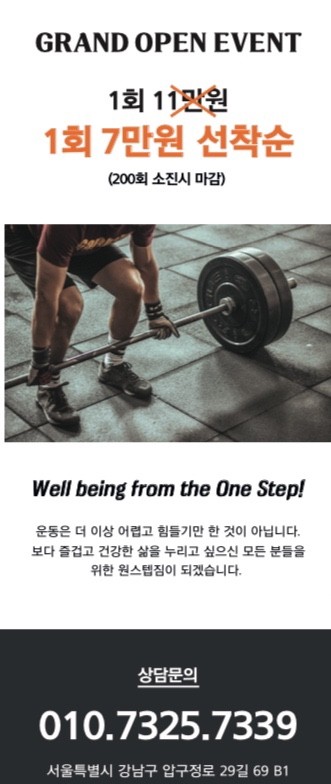 GRAND OPEN EVENT
1회 11만원
1회 7만원 선착순
(200회 소진시 마감)
Well being from the One Step!
운동은 더 이상 어렵고 힘들기만 한 것이 아닙니다.
보다 즐겁고 건강한 삶을 누리고 싶으신 모든 분들을
위한 원스텝짐이 되겠습니다.
상담문의
010.7325.7339
서울특별시 강남구 압구정로 29길 69 B1